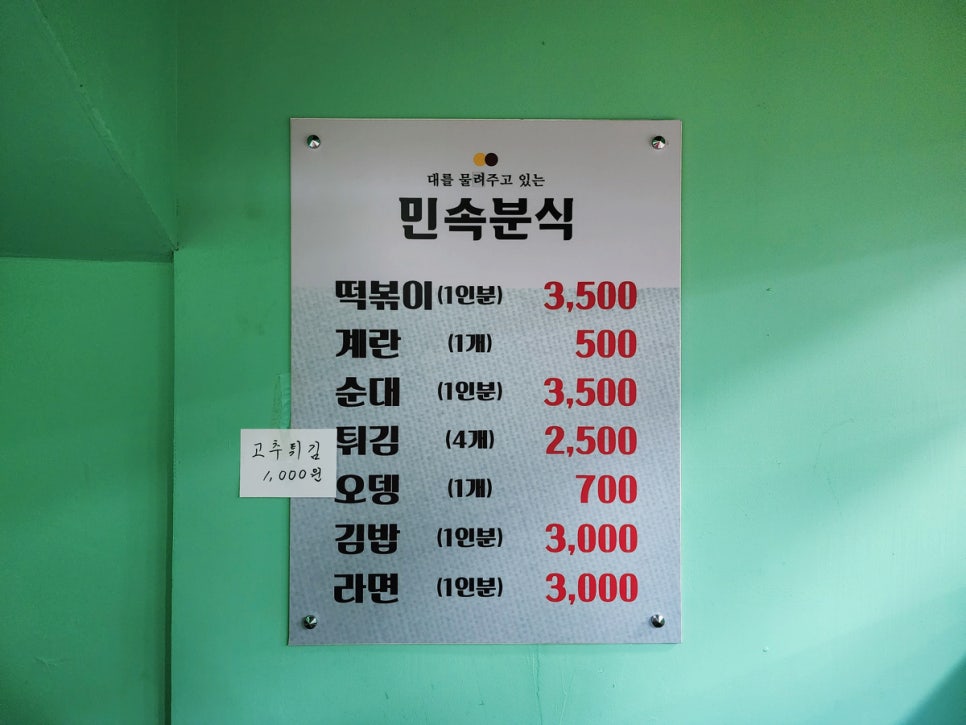 대를 물려주고 있는
민속분식
떡볶이 (1인분) 3,500
계란 (1개) 500
순대 (1인분) 3,500
튀김 (4개) 2,500
오뎅 (1개) 700
김밥 (1인분) 3,000
라면 (1인분) 3,000
고추튀김
1,000원